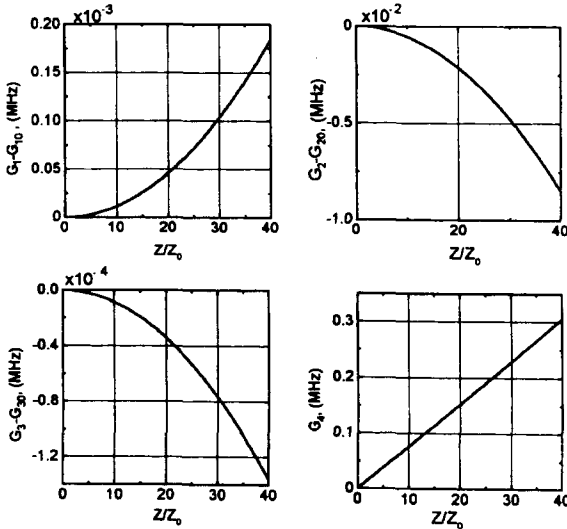 x10⁻³
0.20
0.15
0.10
0.05
0.00
0 10 20 30 40
G₁-G₁₀, (MHz)
Z/Z₀
x10⁻²
0
-0.5
-1.0
0 20 40
G₂-G₂₀, (MHz)
Z/Z₀
x10⁻⁴
0.0
-0.4
-0.8
-1.2
0 10 20 30 40
G₃-G₃₀, (MHz)
Z/Z₀
0.3
0.2
0.1
0
0 10 20 30 40
G₄, (MHz)
Z/Z₀